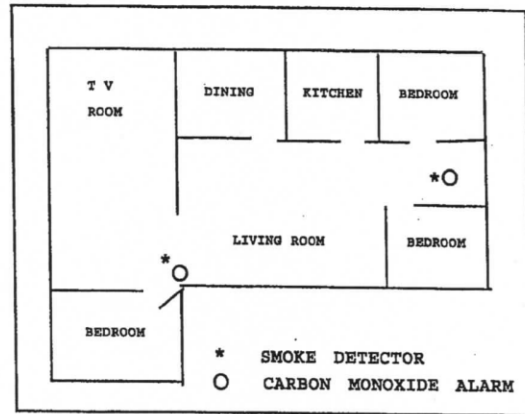 T V
ROOM
DINING
KITCHEN
BEDROOM
*O
LIVING ROOM
BEDROOM
*
O
BEDROOM
* SMOKE DETECTOR
O CARBON MONOXIDE ALARM